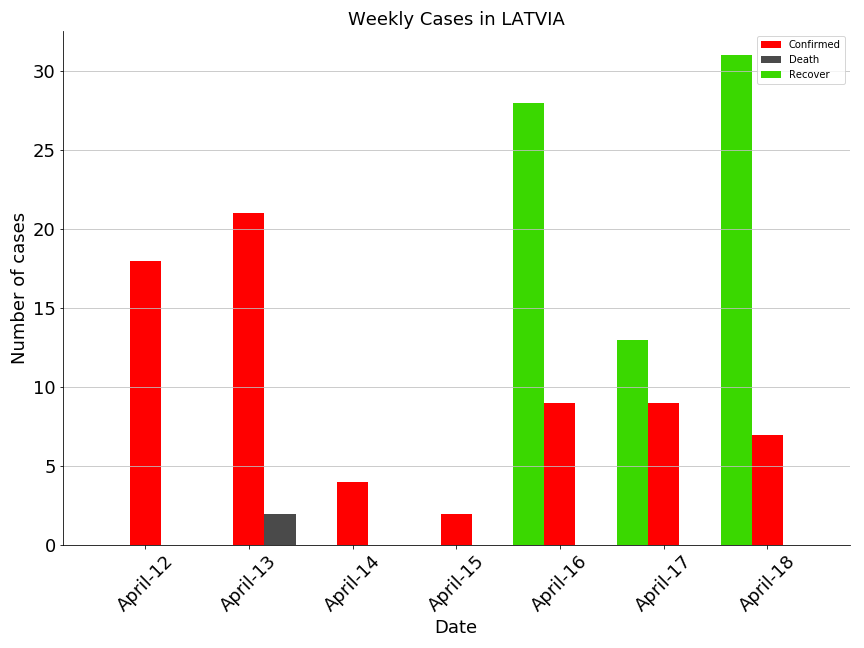 Weekly Cases in LATVIA
Confirmed
Death
Recover
Number of cases
30
25
20
15
10
5
0
April-12
April-13
April-14
April-15
April-16
April-17
April-18
Date